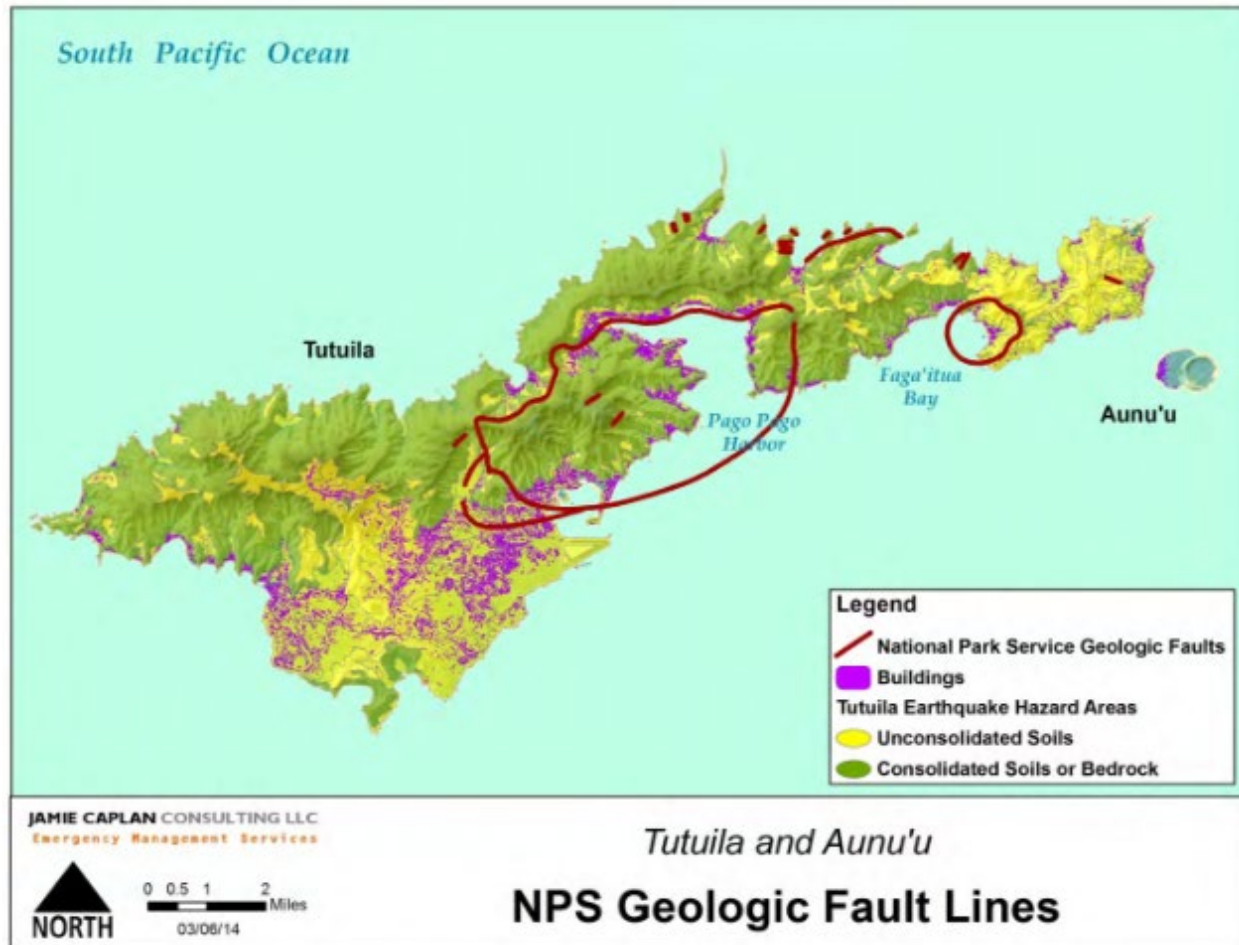 South Pacific Ocean
Tutuila
Faga'itua
Bay
Aunu'u
Pago Pago
Harbor
Legend
National Park Service Geologic Faults
Buildings
Tutuila Earthquake Hazard Areas
Unconsolidated Soils
Consolidated Soils or Bedrock
JAMIE CAPLAN CONSULTING LLC
Emergency Management Services
NORTH
0 0.5 1 2
Miles
03/06/14
Tutuila and Aunu'u
NPS Geologic Fault Lines